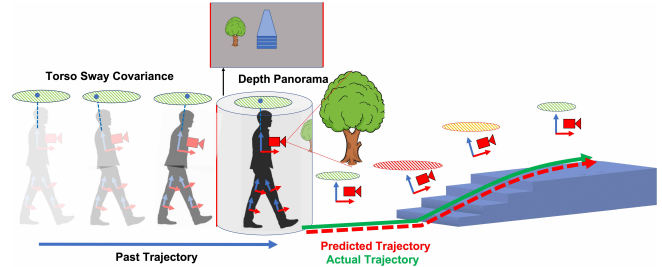 Torso Sway Covariance
Depth Panorama
Past Trajectory
Predicted Trajectory
Actual Trajectory